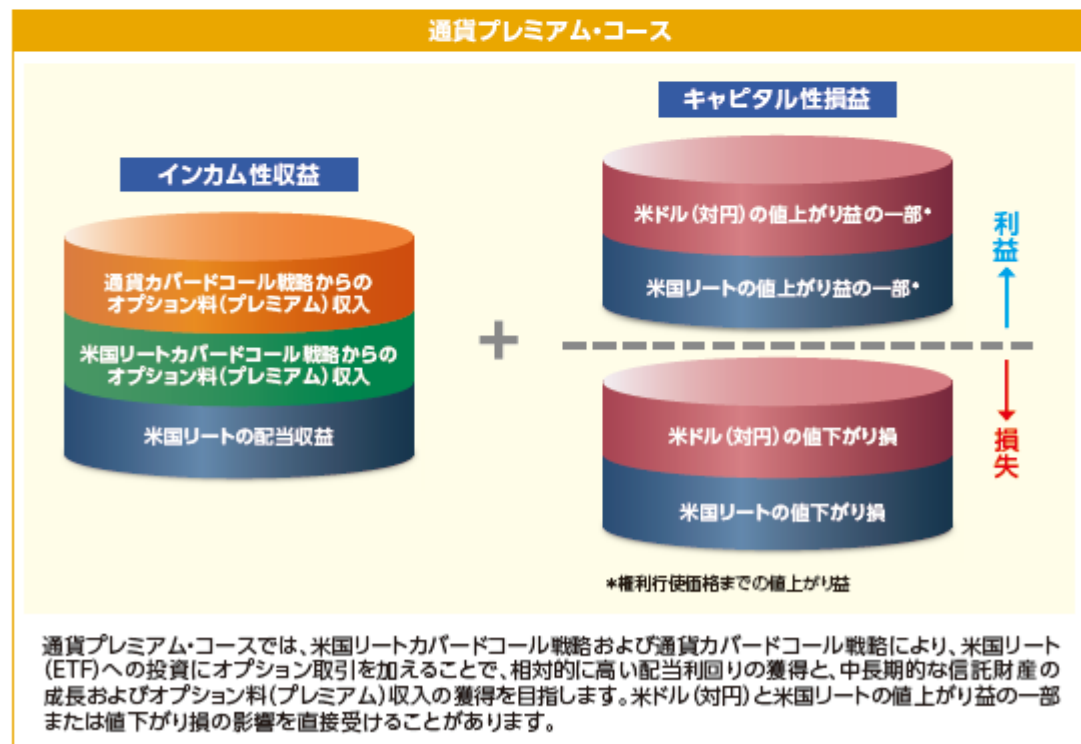 通貨プレミアム・コース
インカム性収益
通貨カバードコール戦略からの
オプション料(プレミアム)収入
米国リートカバードコール戦略からの
オプション料(プレミアム)収入
米国リートの配当収益
+
キャピタル性損益
米ドル(対円)の値上がり益の一部*
米国リートの値上がり益の一部*
利益
米ドル(対円)の値下がり損
米国リートの値下がり損
損失
*権利行使価格までの値上がり益
通貨プレミアム・コースでは、米国リートカバードコール戦略および通貨カバードコール戦略により、米国リート
(ETF)への投資にオプション取引を加えることで、相対的に高い配当利回りの獲得と、中長期的な信託財産の
成長およびオプション料(プレミアム)収入の獲得を目指します。米ドル(対円)と米国リートの値上がり益の一部
または値下がり損の影響を直接受けることがあります。